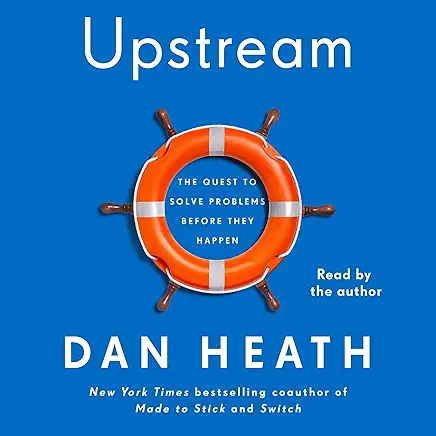 Upstream
THE QUEST TO
SOLVE PROBLEMS
BEFORE THEY
HAPPEN
Read by
the author
DAN HEATH
New York Times bestselling coauthor of
Made to Stick and Switch